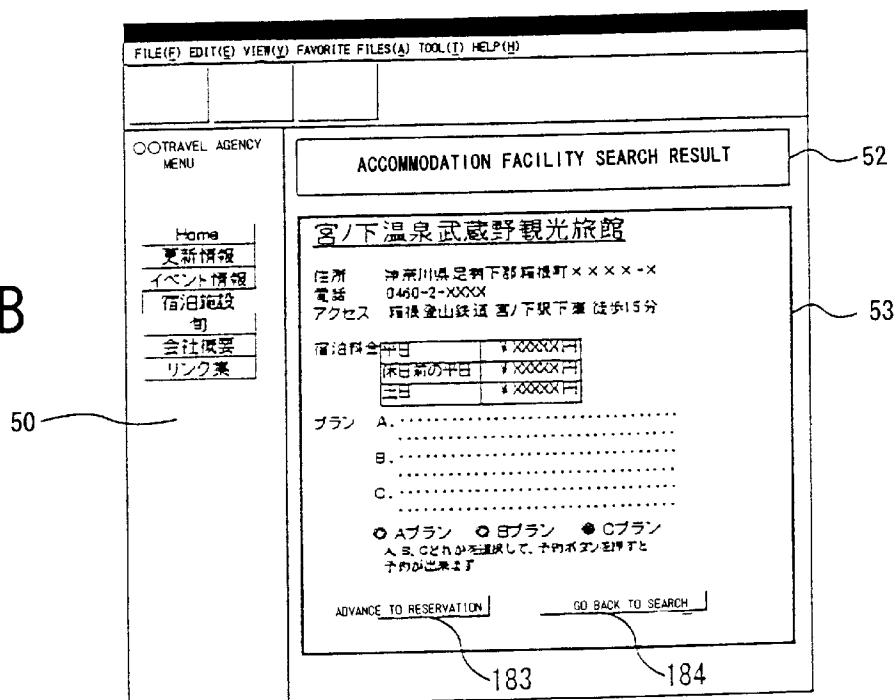 FILE(F) EDIT(E) VIEW(V) FAVORITE FILES(A) TOOL(T) HELP(H)
○○TRAVEL AGENCY
MENU
ACCOMMODATION FACILITY SEARCH RESULT
52
Home
更新情報
イベント情報
宿泊施設
旬
会社概要
リンク集
宮ノ下温泉武蔵野観光旅館
住所 神奈川県足柄下郡箱根町××××-×
電話 0460-2-XXXX
アクセス 箱根登山鉄道 宮ノ下駅下車 徒歩15分
53
B
宿泊料金 平日 ¥XXXXX円
休日前の平日 ¥XXXXX円
土日 ¥XXXXX円
50
プラン A.
B.
C.
Aプラン Bプラン Cプラン
A、B、Cどれかを選択して、予約ボタンを押すと
予約が出来ます
ADVANCE TO RESERVATION GO BACK TO SEARCH
183 184